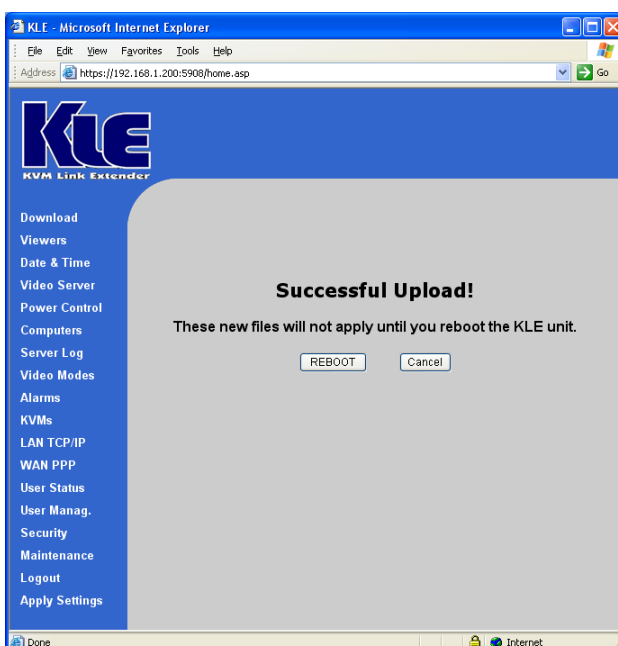 KLE - Microsoft Internet Explorer
File Edit View Favorites Tools Help
Address https://192.168.1.200:5908/home.asp Go
KLE
KVM Link Extender
Download
Viewers
Date & Time
Video Server
Power Control
Computers
Server Log
Video Modes
Alarms
KVMs
LAN TCP/IP
WAN PPP
User Status
User Manag.
Security
Maintenance
Logout
Apply Settings
Successful Upload!
These new files will not apply until you reboot the KLE unit.
REBOOT Cancel
Done Internet